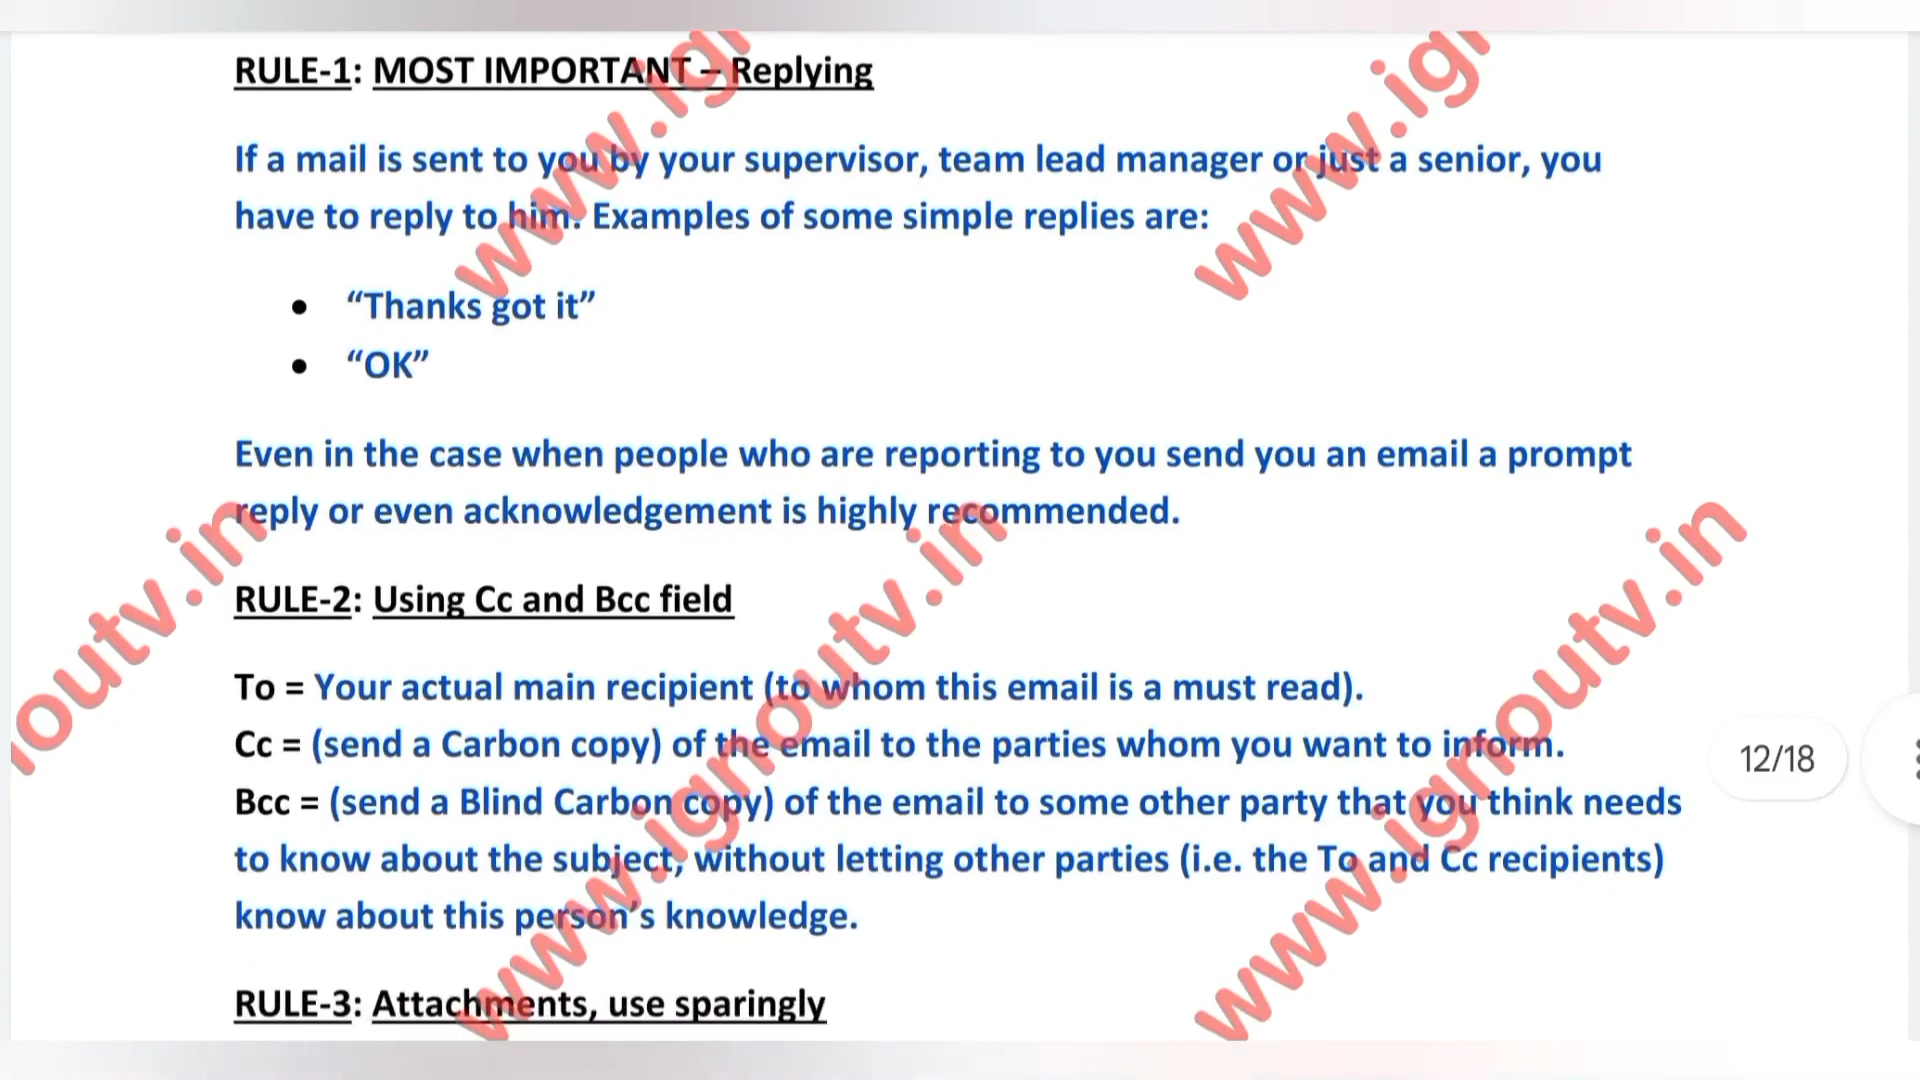 RULE-1: MOST IMPORTANT – Replying
If a mail is sent to you by your supervisor, team lead manager or just a senior, you
have to reply to him. Examples of some simple replies are:
• “Thanks got it”
• “OK”
Even in the case when people who are reporting to you send you an email a prompt
reply or even acknowledgement is highly recommended.
RULE-2: Using Cc and Bcc field
To = Your actual main recipient (to whom this email is a must read).
Cc = (send a Carbon copy) of the email to the parties whom you want to inform.
12/18
Bcc = (send a Blind Carbon copy) of the email to some other party that you think needs
to know about the subject, without letting other parties (i.e. the To and Cc recipients)
know about this person’s knowledge.
RULE-3: Attachments, use sparingly
www.ign
www.ign
noutv.in
www.ignoutv.in
www.ignoutv.in